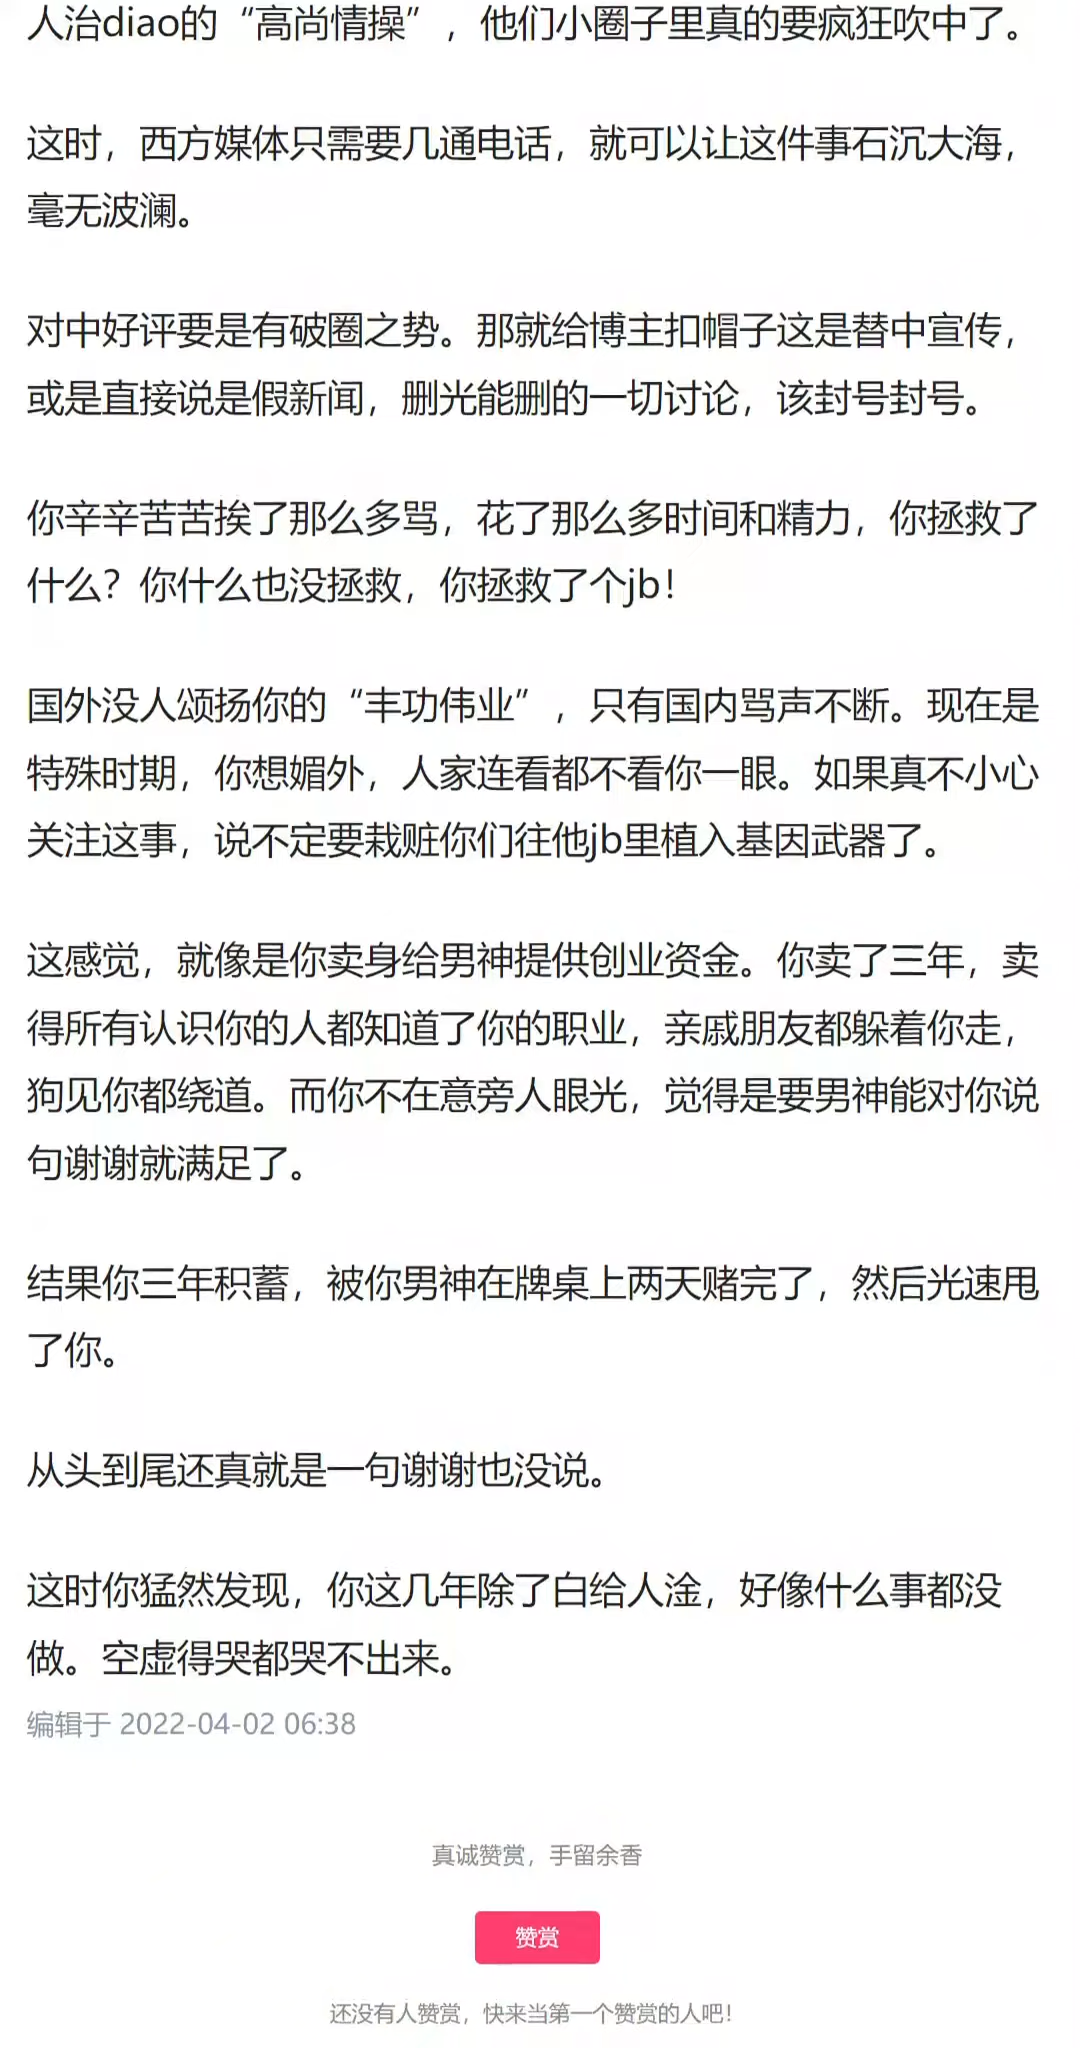 人治diao的“高尚情操”，他们小圈子里真的要疯狂吹中了。
这时，西方媒体只需要几通电话，就可以让这件事石沉大海，
毫无波澜。
对中好评要是有破圈之势。那就给博主扣帽子这是替中宣传，
或是直接说是假新闻，删光能删的一切讨论，该封号封号。
你辛辛苦苦挨了那么多骂，花了那么多时间和精力，你拯救了
什么？你什么也没拯救，你拯救了个jb！
国外没人颂扬你的“丰功伟业”，只有国内骂声不断。现在是
特殊时期，你想媚外，人家连看都不看你一眼。如果真不小心
关注这事，说不定要栽赃你们往他jb里植入基因武器了。
这感觉，就像是你卖身给男神提供创业资金。你卖了三年，卖
得所有认识你的人都知道了你的职业，亲戚朋友都躲着你走，
狗见你都绕道。而你不在意旁人眼光，觉得是要男神能对你说
句谢谢就满足了。
结果你三年积蓄，被你男神在牌桌上两天赌完了，然后光速甩
了你。
从头到尾还真就是一句谢谢也没说。
这时你猛然发现，你这几年除了白给人淦，好像什么事都没
做。空虚得哭都哭不出来。
编辑于 2022-04-02 06:38
真诚赞赏，手留余香
赞赏
还没有人赞赏，快来当第一个赞赏的人吧！